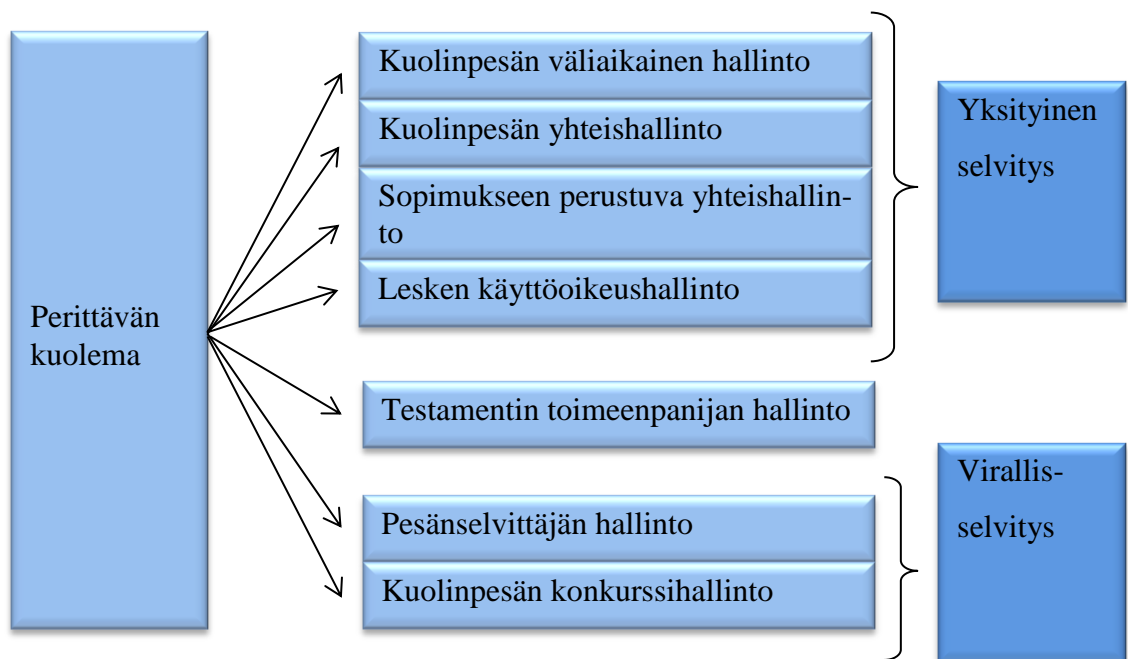 Perittävän
kuolema
Kuolinpesän väliaikainen hallinto
Kuolinpesän yhteishallinto
Sopimukseen perustuva yhteishallin-
to
Lesken käyttöoikeushallinto
Testamentin toimeenpanijan hallinto
Pesänselvittäjän hallinto
Kuolinpesän konkurssihallinto
Yksityinen
selvitys
Virallis-
selvitys